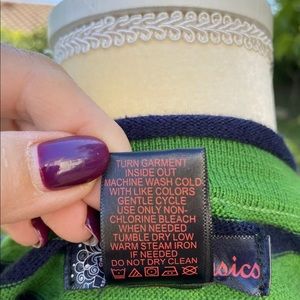 TURN GARMENT
INSIDE OUT
MACHINE WASH COLD
WITH LIKE COLORS
GENTLE CYCLE
USE ONLY NON
CHLORINE BLEACH
WHEN NEEDED
TUMBLE DRY LOW
WARM STEAM IRON
IF NEEDED
DO NOT DRY CLEAN
sics